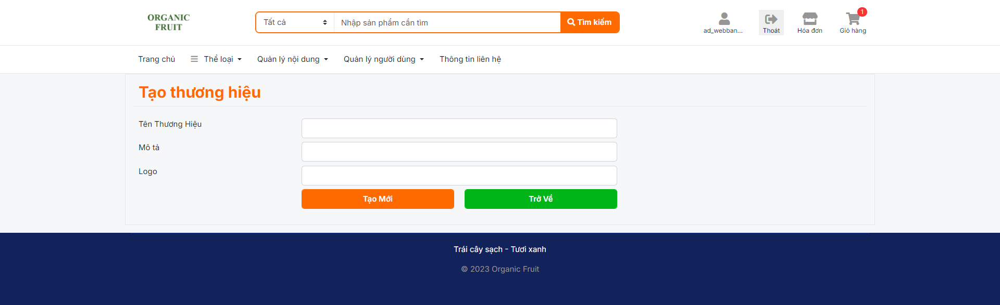 ORGANIC
FRUIT
Tất cả
Nhập sản phẩm cần tìm
Tìm kiếm
ad_webban...
Thoát
Hóa đơn
1
Giỏ hàng
Trang chủ
Thể loại
Quản lý nội dung
Quản lý người dùng
Thông tin liên hệ
Tạo thương hiệu
Tên Thương Hiệu
Mô tả
Logo
Tạo Mới
Trở Về
Trái cây sạch - Tươi xanh
© 2023 Organic Fruit